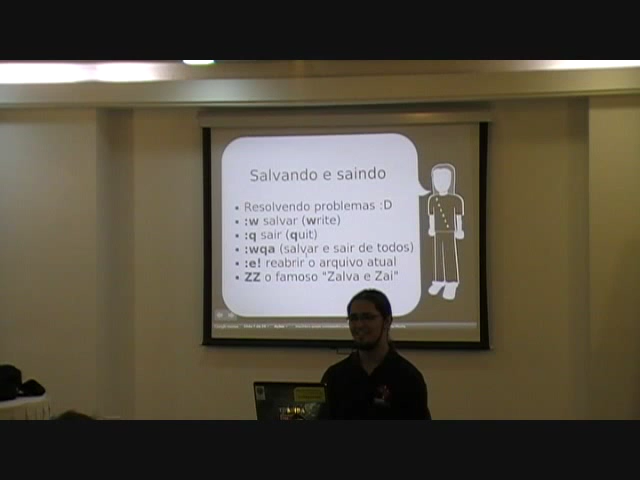 Salvando e saindo
• Resolvendo problemas :D
• :w salvar (write)
• :q sair (quit)
• :wqa (salvar e sair de todos)
• :e! reabrir o arquivo atual
• ZZ o famoso "Zalva e Zai"